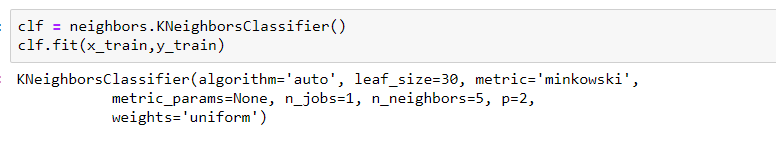 clf = neighbors.KNeighborsClassifier()
clf.fit(x_train,y_train)
KNeighborsClassifier(algorithm='auto', leaf_size=30, metric='minkowski',
metric_params=None, n_jobs=1, n_neighbors=5, p=2,
weights='uniform')